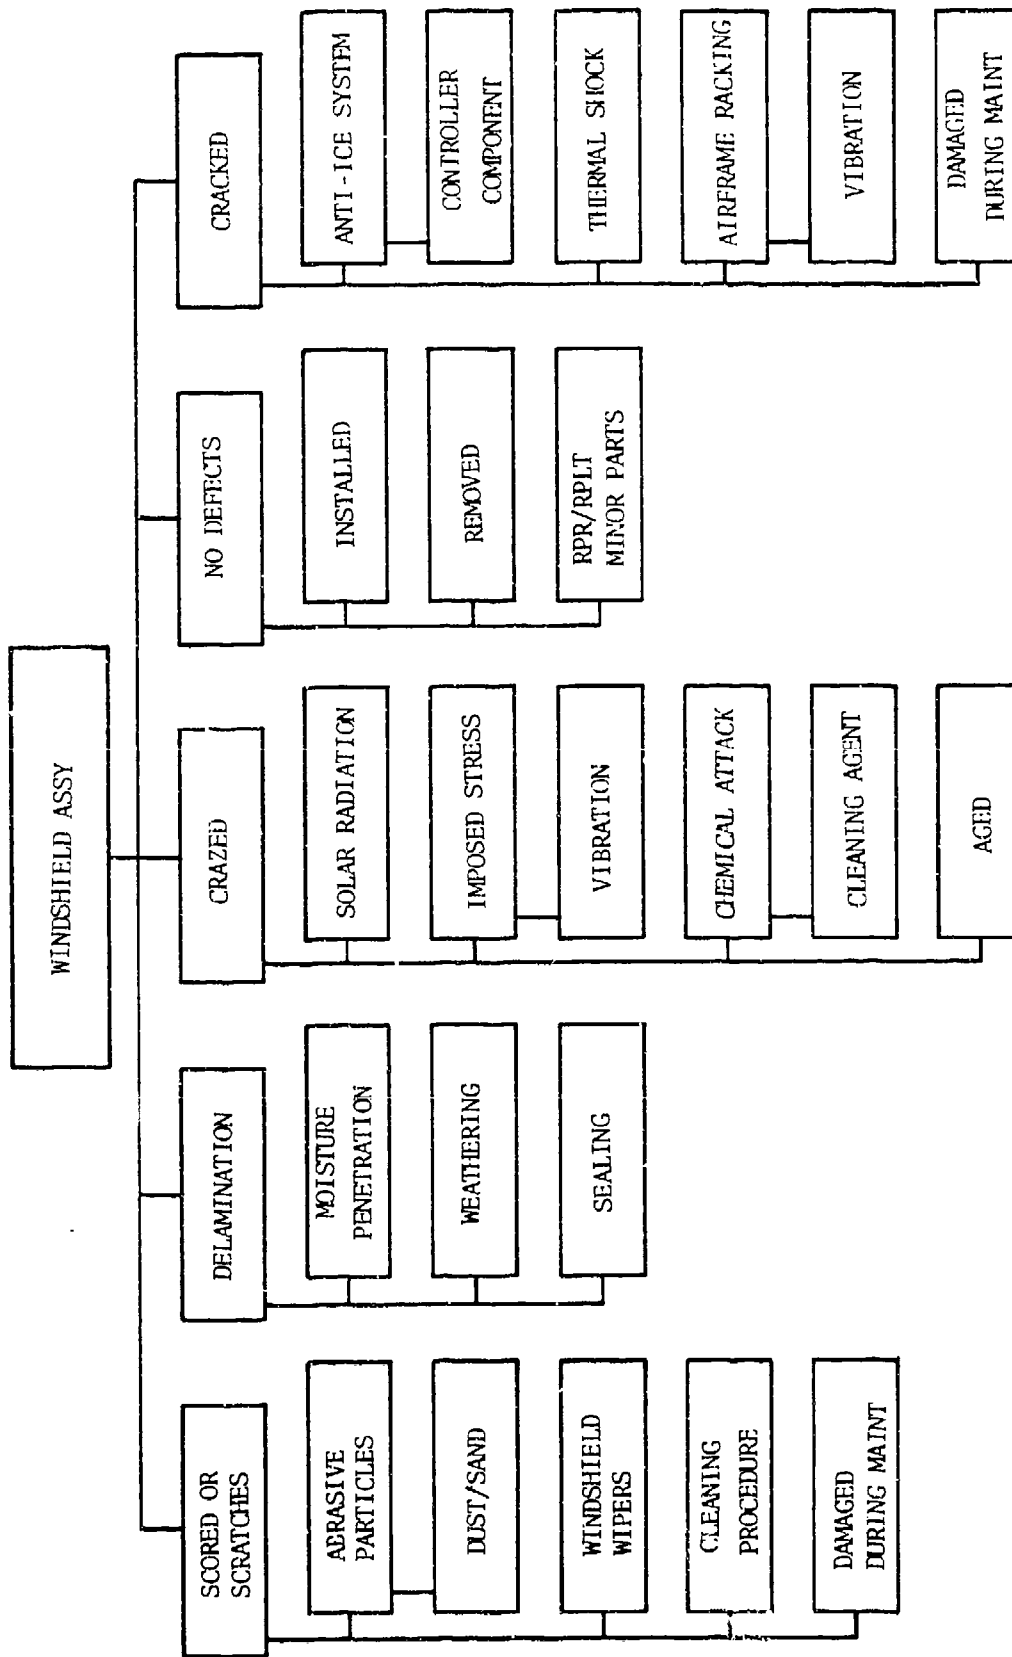 WINDSHIELD ASSY
SCORED OR
SCRATCHES
ABRASIVE
PARTICLES
DUST/SAND
WINDSHIELD
WIPERS
CLEANING
PROCEDURE
DAMAGED
DURING MAINT
DELAMINATION
MOISTURE
PENETRATION
WEATHERING
SEALING
CRAZED
SOLAR RADIATION
IMPOSED STRESS
VIBRATION
CHEMICAL ATTACK
CLEANING AGENT
AGED
NO DEFECTS
INSTALLED
REMOVED
RPR/RPLT
MINOR PARTS
CRACKED
ANTI-ICE SYSTEM
CONTROLLER
COMPONENT
THERMAL SHOCK
AIRFRAME RACKING
VIBRATION
DAMAGED
DURING MAINT